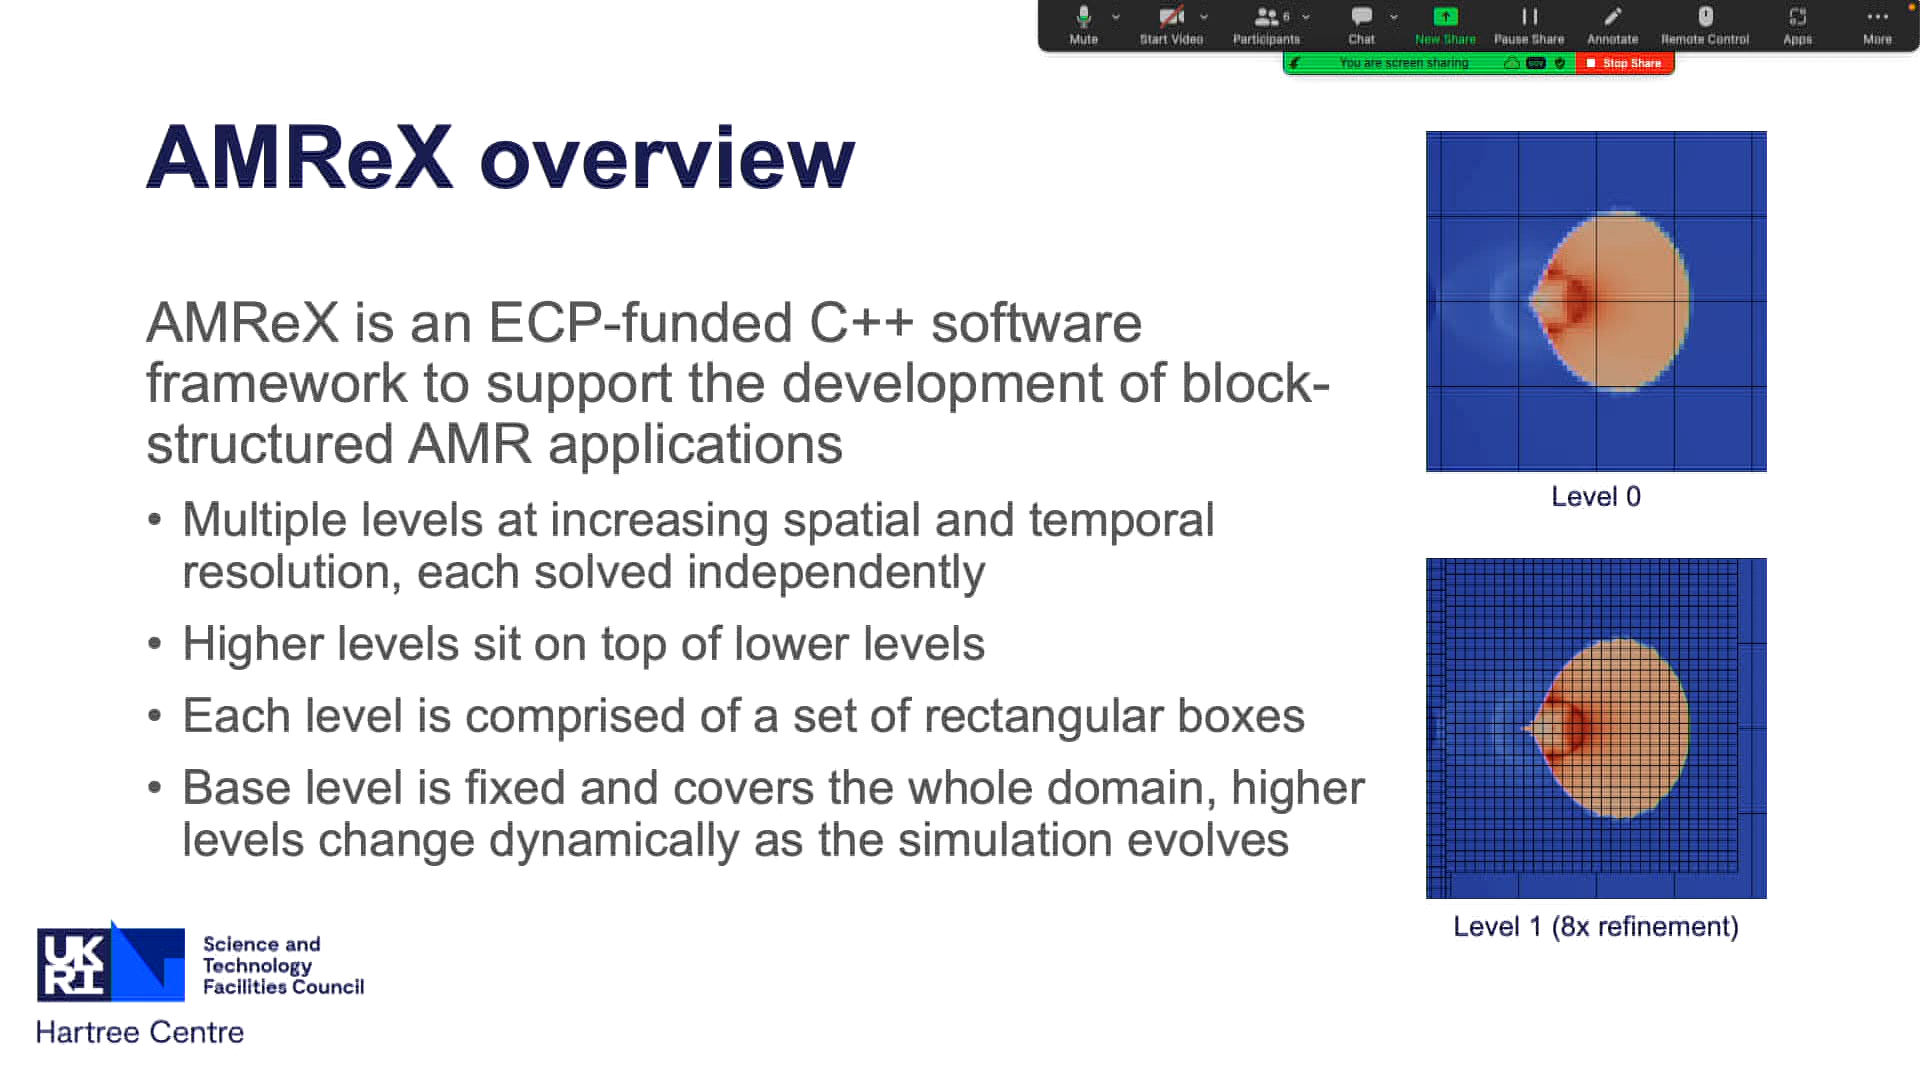 Mute
Start Video
6
Participants
Chat
New Share
Pause Share
Annotate
Remote Control
Apps
More
You are screen sharing
Stop Share
AMReX overview
AMReX is an ECP-funded C++ software
framework to support the development of block-
structured AMR applications
• Multiple levels at increasing spatial and temporal
resolution, each solved independently
• Higher levels sit on top of lower levels
• Each level is comprised of a set of rectangular boxes
• Base level is fixed and covers the whole domain, higher
levels change dynamically as the simulation evolves
Level 0
Level 1 (8x refinement)
UK
RI
Science and
Technology
Facilities Council
Hartree Centre